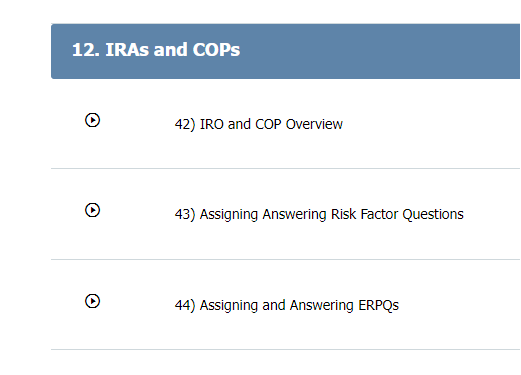 12. IRAs and COPs
42) IRO and COP Overview
43) Assigning Answering Risk Factor Questions
44) Assigning and Answering ERPQs